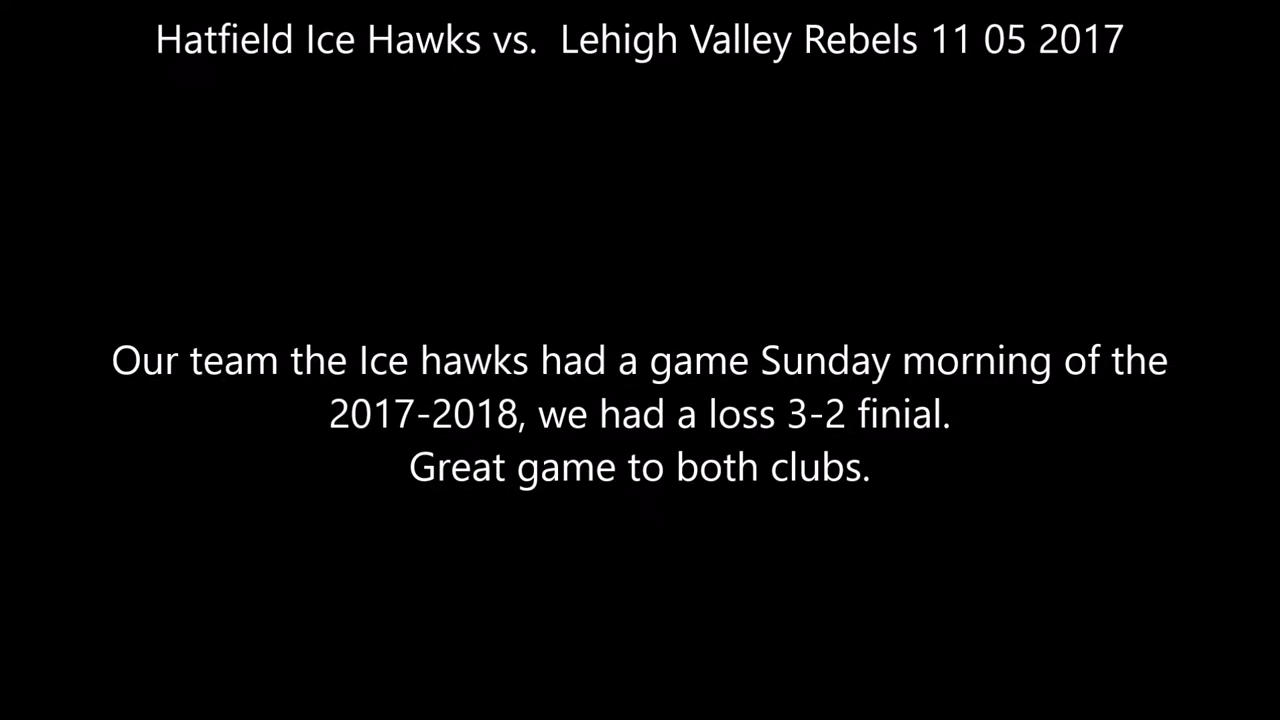 Hatfield Ice Hawks vs.  Lehigh Valley Rebels 11 05 2017
Our team the Ice hawks had a game Sunday morning of the
2017-2018, we had a loss 3-2 finial.
Great game to both clubs.